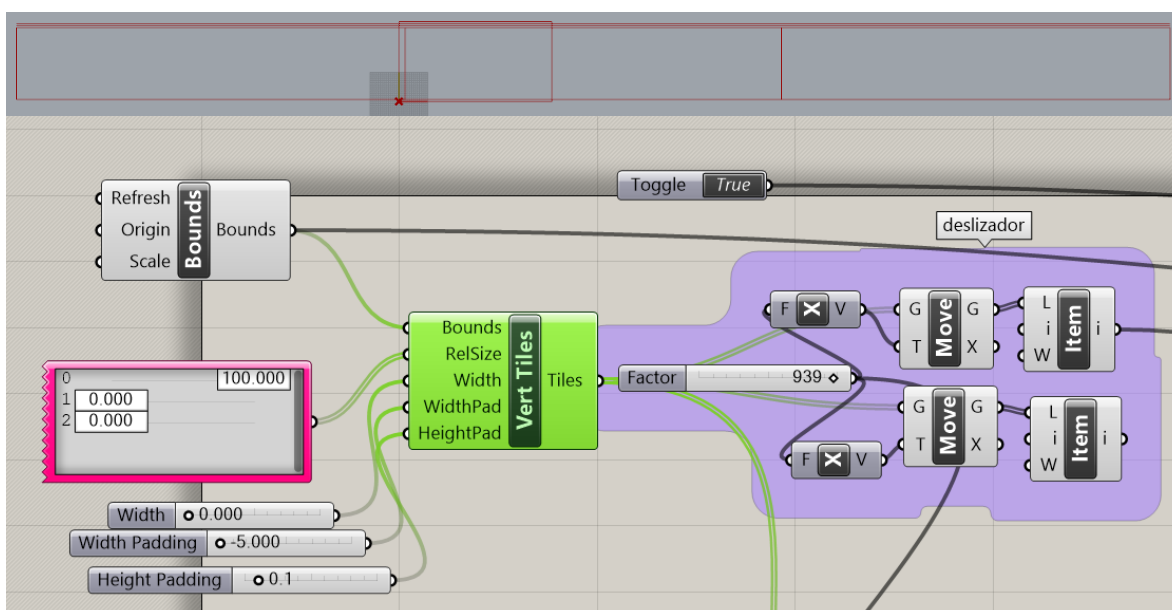 Toggle True
deslizador
Refresh
Origin
Scale
Bounds
Bounds
F X V
G
T
Move
G
X
L
i
W
Item
i
Bounds
RelSize
Width
WidthPad
HeightPad
Vert Tiles
Tiles
Factor 939
0 100.000
1 0.000
2 0.000
G
T
Move
G
X
L
i
W
Item
i
F X V
Width 0.000
Width Padding -5.000
Height Padding 0.1